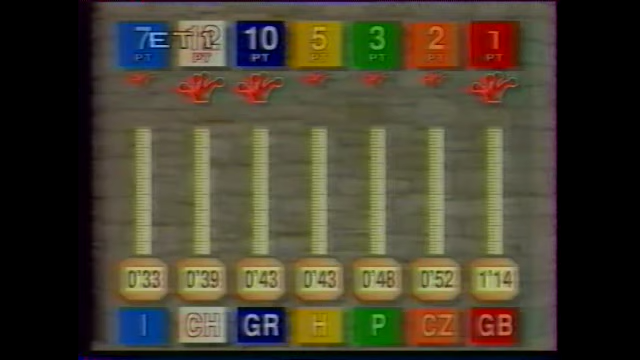 7 12 10 5 3 2 1
ET1
PT PT PT PT PT PT PT
0'33 0'39 0'43 0'43 0'48 0'52 1'14
I CH GR H P CZ GB